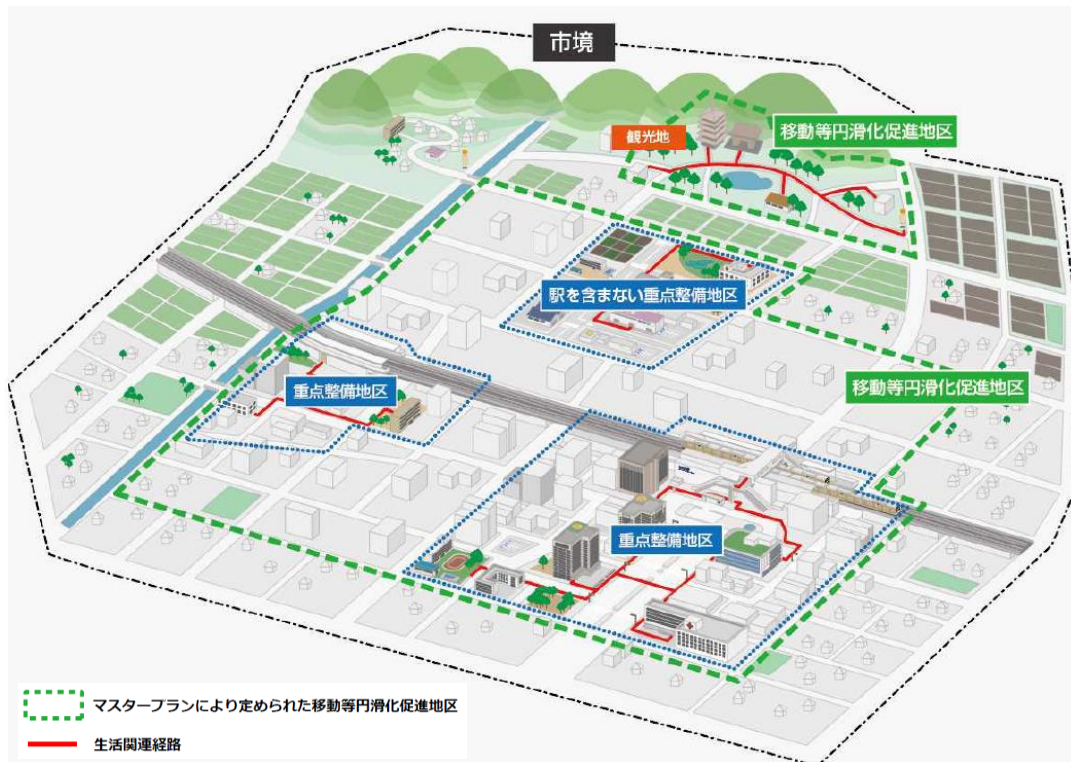 市境
観光地
移動等円滑化促進地区
駅を含まない重点整備地区
重点整備地区
移動等円滑化促進地区
重点整備地区
マスタープランにより定められた移動等円滑化促進地区
生活関連経路